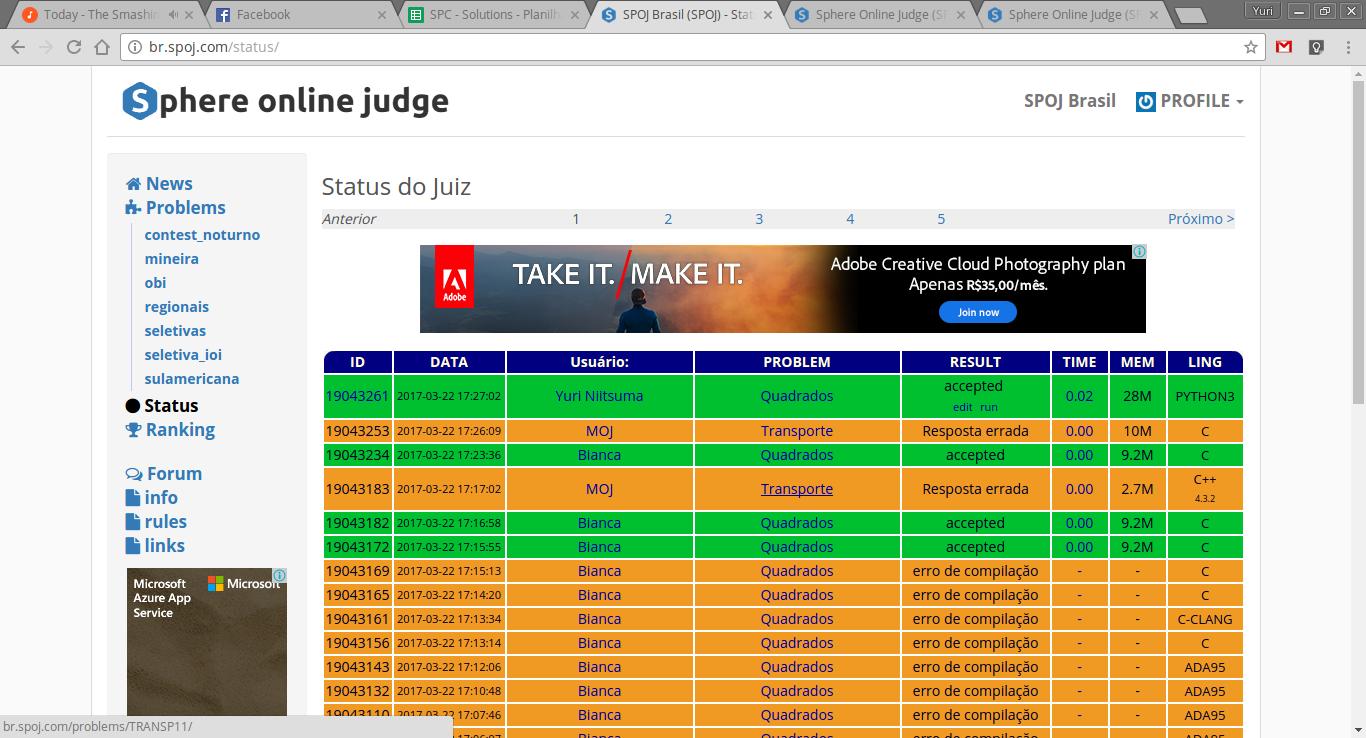 Today - The Smashin
Facebook
SPC - Solutions - Planilh
SPOJ Brasil (SPOJ) - Stat
Sphere Online Judge (SP
Sphere Online Judge (SP
Yuri
br.spoj.com/status/
Sphere online judge
SPOJ Brasil
PROFILE
News
Problems
contest_noturno
mineira
obi
regionais
seletivas
seletiva_ioi
sulamericana
Status
Ranking
Forum
info
rules
links
Microsoft Azure App Service
Microsoft
Status do Juiz
Anterior 1 2 3 4 5 Próximo >
Adobe
TAKE IT. / MAKE IT.
Adobe Creative Cloud Photography plan
Apenas R$35,00/mês.
Join now
ID DATA Usuário: PROBLEM RESULT TIME MEM LING
19043261 2017-03-22 17:27:02 Yuri NIitsuma Quadrados accepted edit run 0.02 28M PYTHON3
19043253 2017-03-22 17:26:09 MOJ Transporte Resposta errada 0.00 10M C
19043234 2017-03-22 17:23:36 Bianca Quadrados accepted 0.00 9.2M C
19043183 2017-03-22 17:17:02 MOJ Transporte Resposta errada 0.00 2.7M C++ 4.3.2
19043182 2017-03-22 17:16:58 Bianca Quadrados accepted 0.00 9.2M C
19043172 2017-03-22 17:15:55 Bianca Quadrados accepted 0.00 9.2M C
19043169 2017-03-22 17:15:13 Bianca Quadrados erro de compilação - - C
19043165 2017-03-22 17:14:20 Bianca Quadrados erro de compilação - - C
19043161 2017-03-22 17:13:34 Bianca Quadrados erro de compilação - - C-CLANG
19043156 2017-03-22 17:13:14 Bianca Quadrados erro de compilação - - C
19043143 2017-03-22 17:12:06 Bianca Quadrados erro de compilação - - ADA95
19043132 2017-03-22 17:10:48 Bianca Quadrados erro de compilação - - ADA95
19043110 2017-03-22 17:07:46 Bianca Quadrados erro de compilação - - ADA95
Bianca Quadrados erro de compilação - - ADA95
br.spoj.com/problems/TRANSP11/